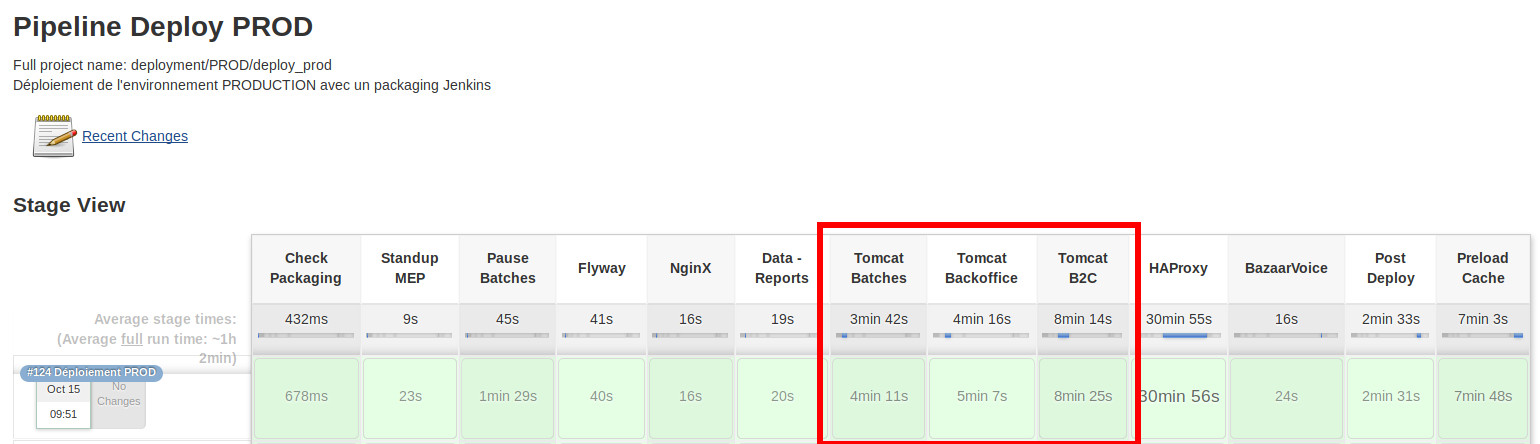 Pipeline Deploy PROD
Full project name: deployment/PROD/deploy_prod
Déploiement de l'environnement PRODUCTION avec un packaging Jenkins
Recent Changes
Stage View
Check Packaging
Standup MEP
Pause Batches
Flyway
NginX
Data - Reports
Tomcat Batches
Tomcat Backoffice
Tomcat B2C
HAProxy
BazaarVoice
Post Deploy
Preload Cache
Average stage times:
(Average full run time: ~1h
2min)
432ms
9s
45s
41s
16s
19s
3min 42s
4min 16s
8min 14s
30min 55s
16s
2min 33s
7min 3s
#124 Déploiement PROD
Oct 15
09:51
No
Changes
678ms
23s
1min 29s
40s
16s
20s
4min 11s
5min 7s
8min 25s
30min 56s
24s
2min 31s
7min 48s